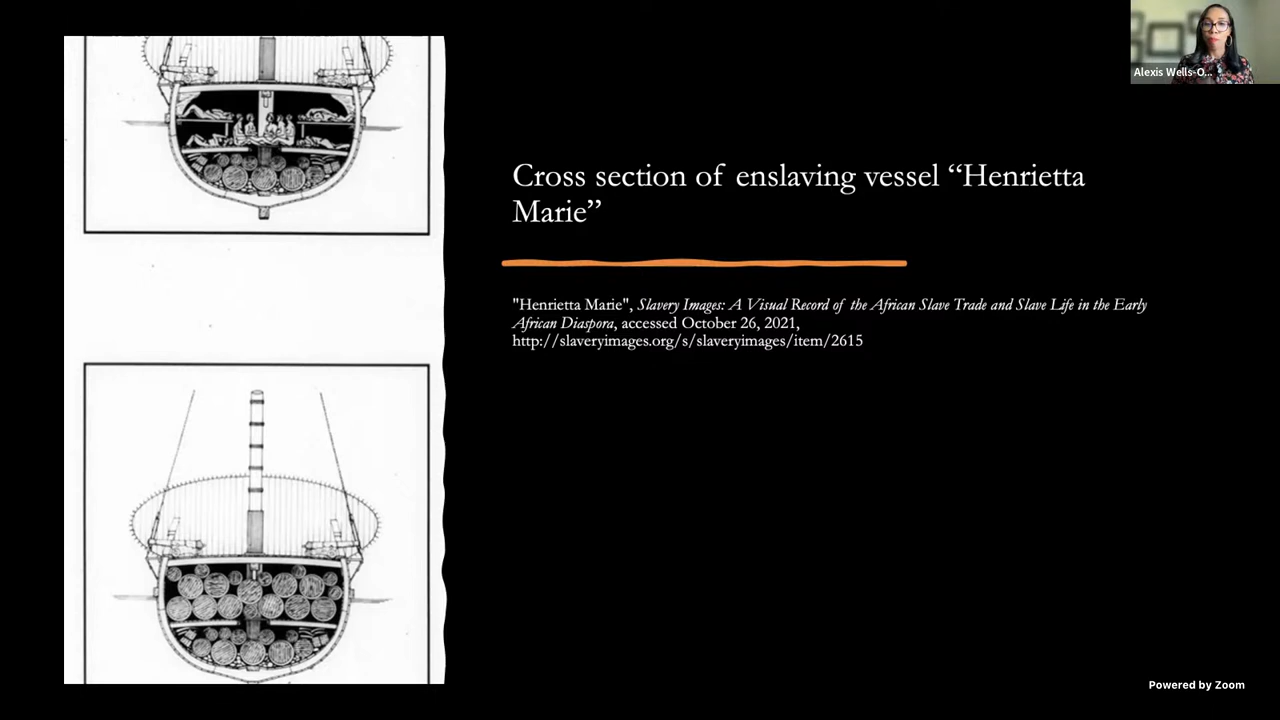 Alexis Wells-O...
Cross section of enslaving vessel “Henrietta
Marie”
"Henrietta Marie", Slavery Images: A Visual Record of the African Slave Trade and Slave Life in the Early
African Diaspora, accessed October 26, 2021,
http://slaveryimages.org/s/slaveryimages/item/2615
Powered by Zoom